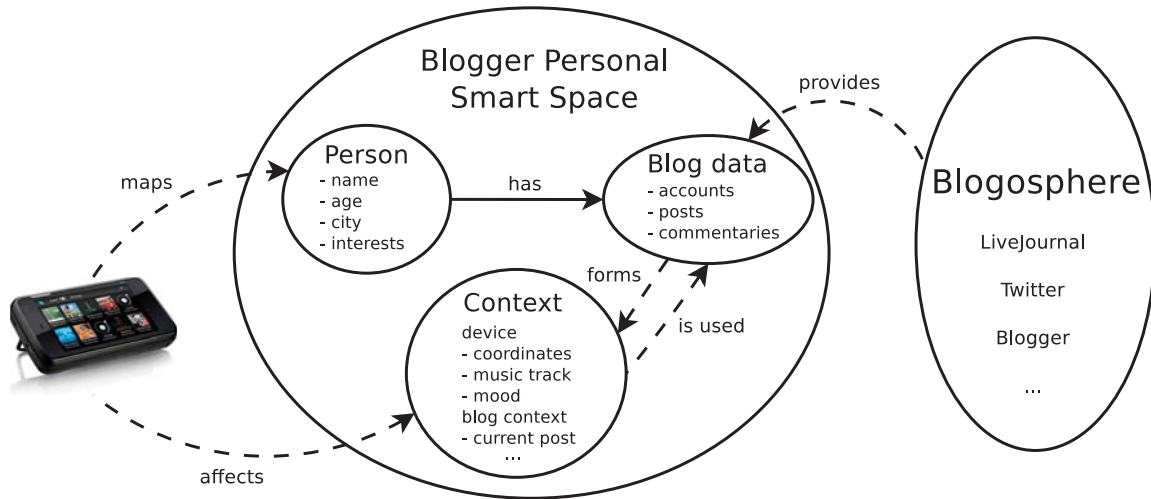 Blogger Personal
Smart Space
provides
Person
- name
- age
- city
- interests
maps
has
Blog data
- accounts
- posts
- commentaries
Blogosphere
LiveJournal
Twitter
Blogger
...
forms
is used
Context
device
- coordinates
- music track
- mood
blog context
- current post
...
affects